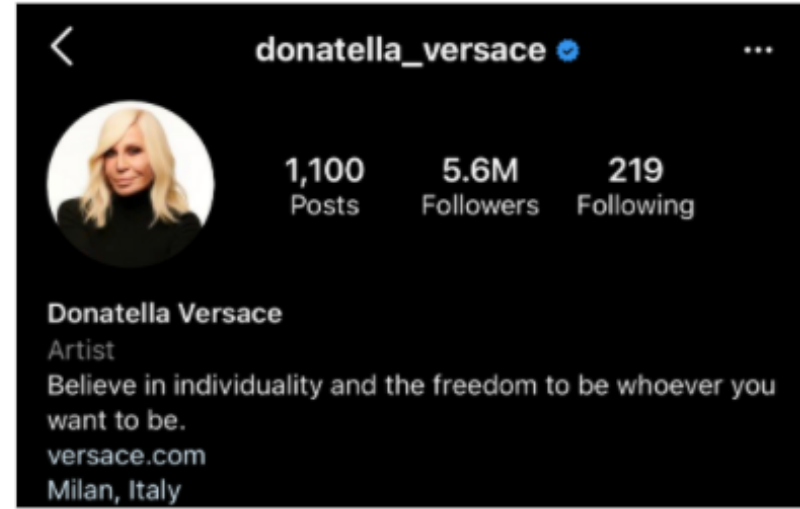 donatella_versace
1,100 5.6M 219
Posts Followers Following
Donatella Versace
Artist
Believe in individuality and the freedom to be whoever you
want to be.
versace.com
Milan, Italy